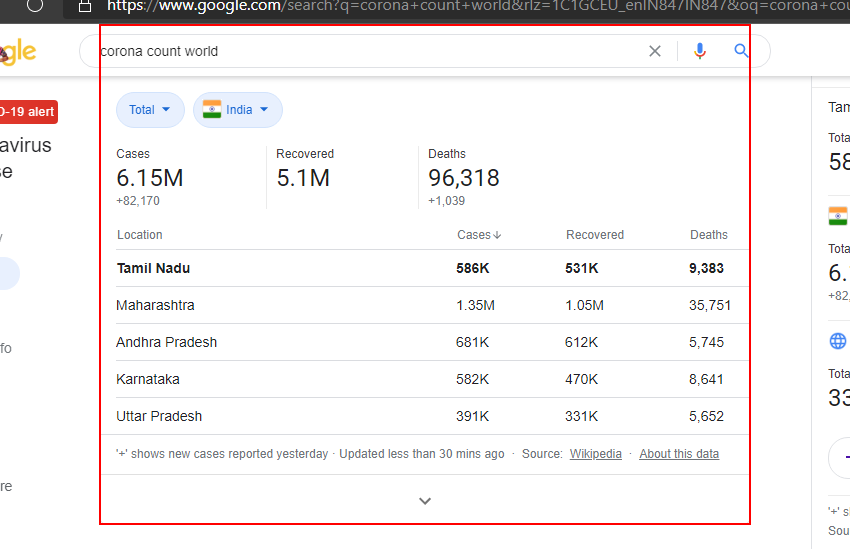 https://www.google.com/search?q=corona+count+world&rlz=1C1GCEU_enIN847IN847&oq=corona+cou
gle
corona count world
D-19 alert
avirus
se
y
fo
re
Total
India
Cases Recovered Deaths
6.15M 5.1M 96,318
+82,170 +1,039
Location Cases↓ Recovered Deaths
Tamil Nadu 586K 531K 9,383
Maharashtra 1.35M 1.05M 35,751
Andhra Pradesh 681K 612K 5,745
Karnataka 582K 470K 8,641
Uttar Pradesh 391K 331K 5,652
'+' shows new cases reported yesterday · Updated less than 30 mins ago · Source: Wikipedia · About this data
Tam
Tota
58
Tota
6.
+82,
Tota
33
'+' sh
Sou